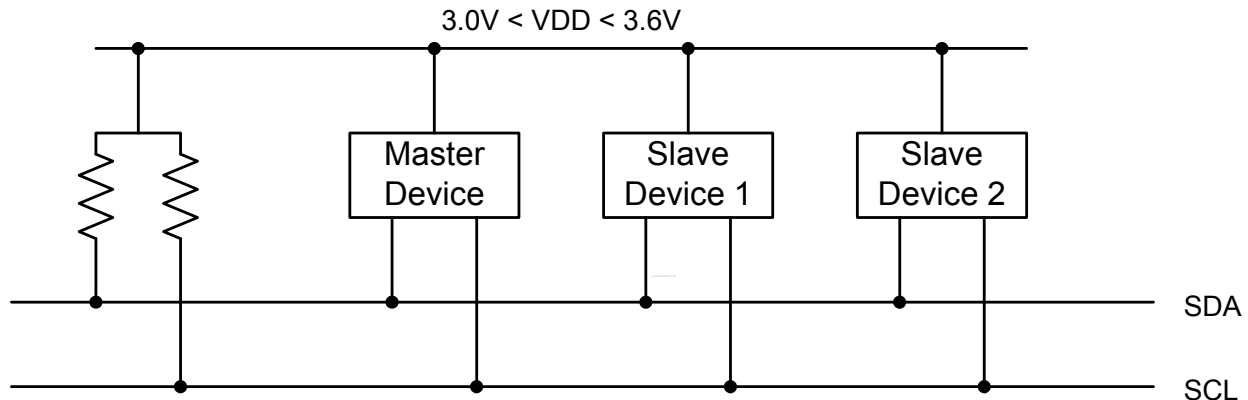 3.0V < VDD < 3.6V
Master
Device
Slave
Device 1
Slave
Device 2
SDA
SCL